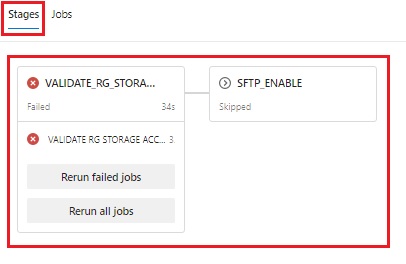 Stages Jobs
VALIDATE_RG_STORA... SFTP_ENABLE
Failed 34s Skipped
VALIDATE RG STORAGE ACC... 3
Rerun failed jobs
Rerun all jobs